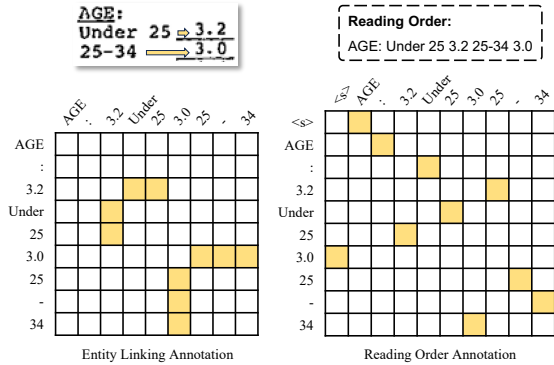 AGE:
Under 25 ⇒ 3.2
25-34 ⇒ 3.0
Reading Order:
AGE: Under 25 3.2 25-34 3.0
AGE : 3.2 Under 25 3.0 25 - 34
AGE
:
3.2
Under
25
3.0
25
-
34
Entity Linking Annotation
<s> AGE : 3.2 Under 25 3.0 25 - 34
<s>
AGE
:
3.2
Under
25
3.0
25
-
34
Reading Order Annotation